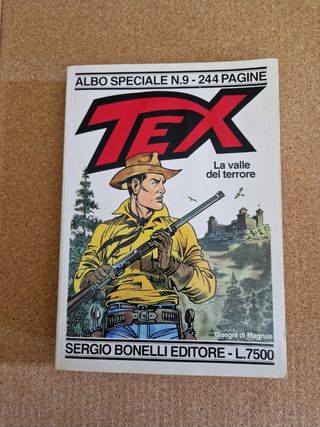 ALBO SPECIALE N.9 - 244 PAGINE
TEX
La valle
del terrore
Disegni di Magnus
SERGIO BONELLI EDITORE - L.7500